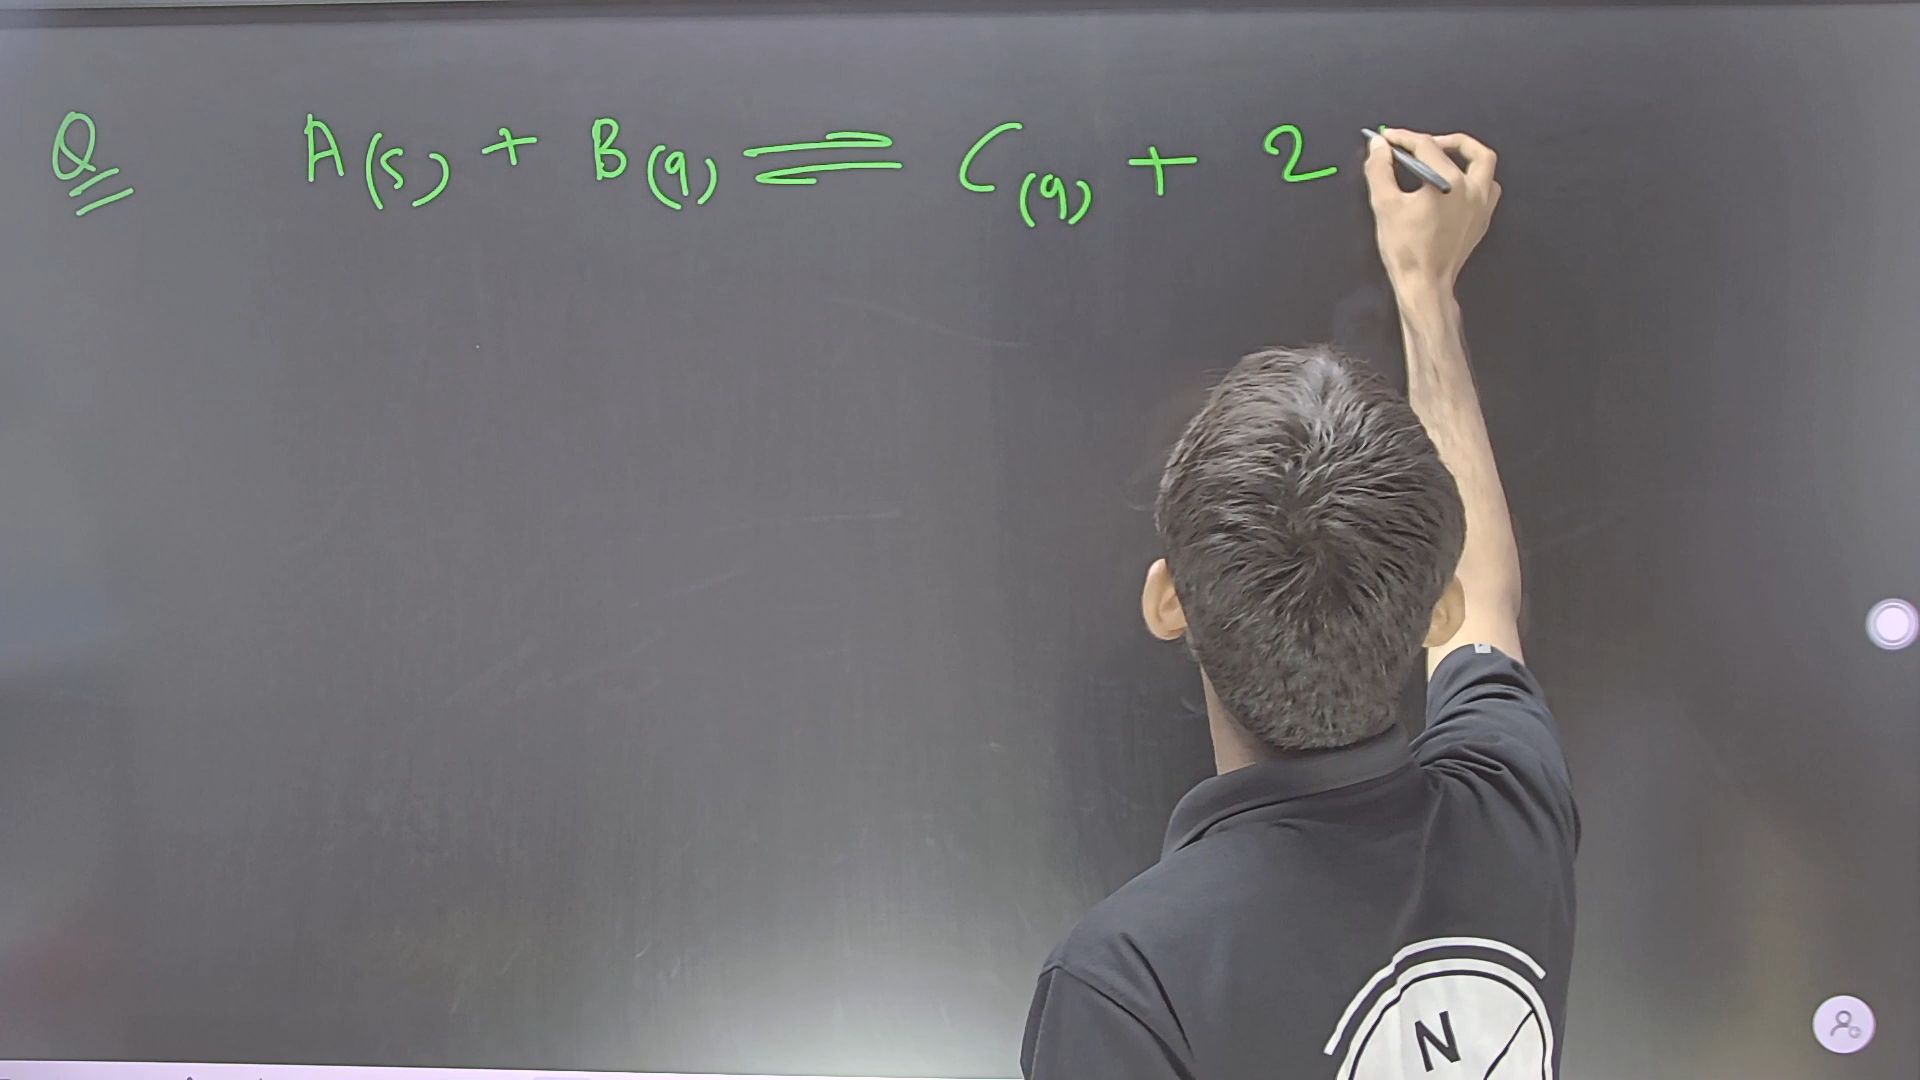 Q A(s) + B(g) ⇌ C(g) + 2
N